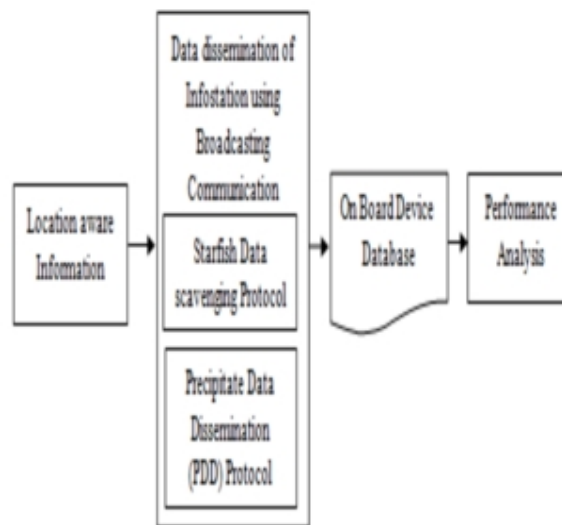 Location aware
Information
Data dissemination of
Infostation using
Broadcasting
Communication
Starfish Data
scavenging Protocol
Precipitate Data
Dissemination
(PDD) Protocol
On Board Device
Database
Performance
Analysis